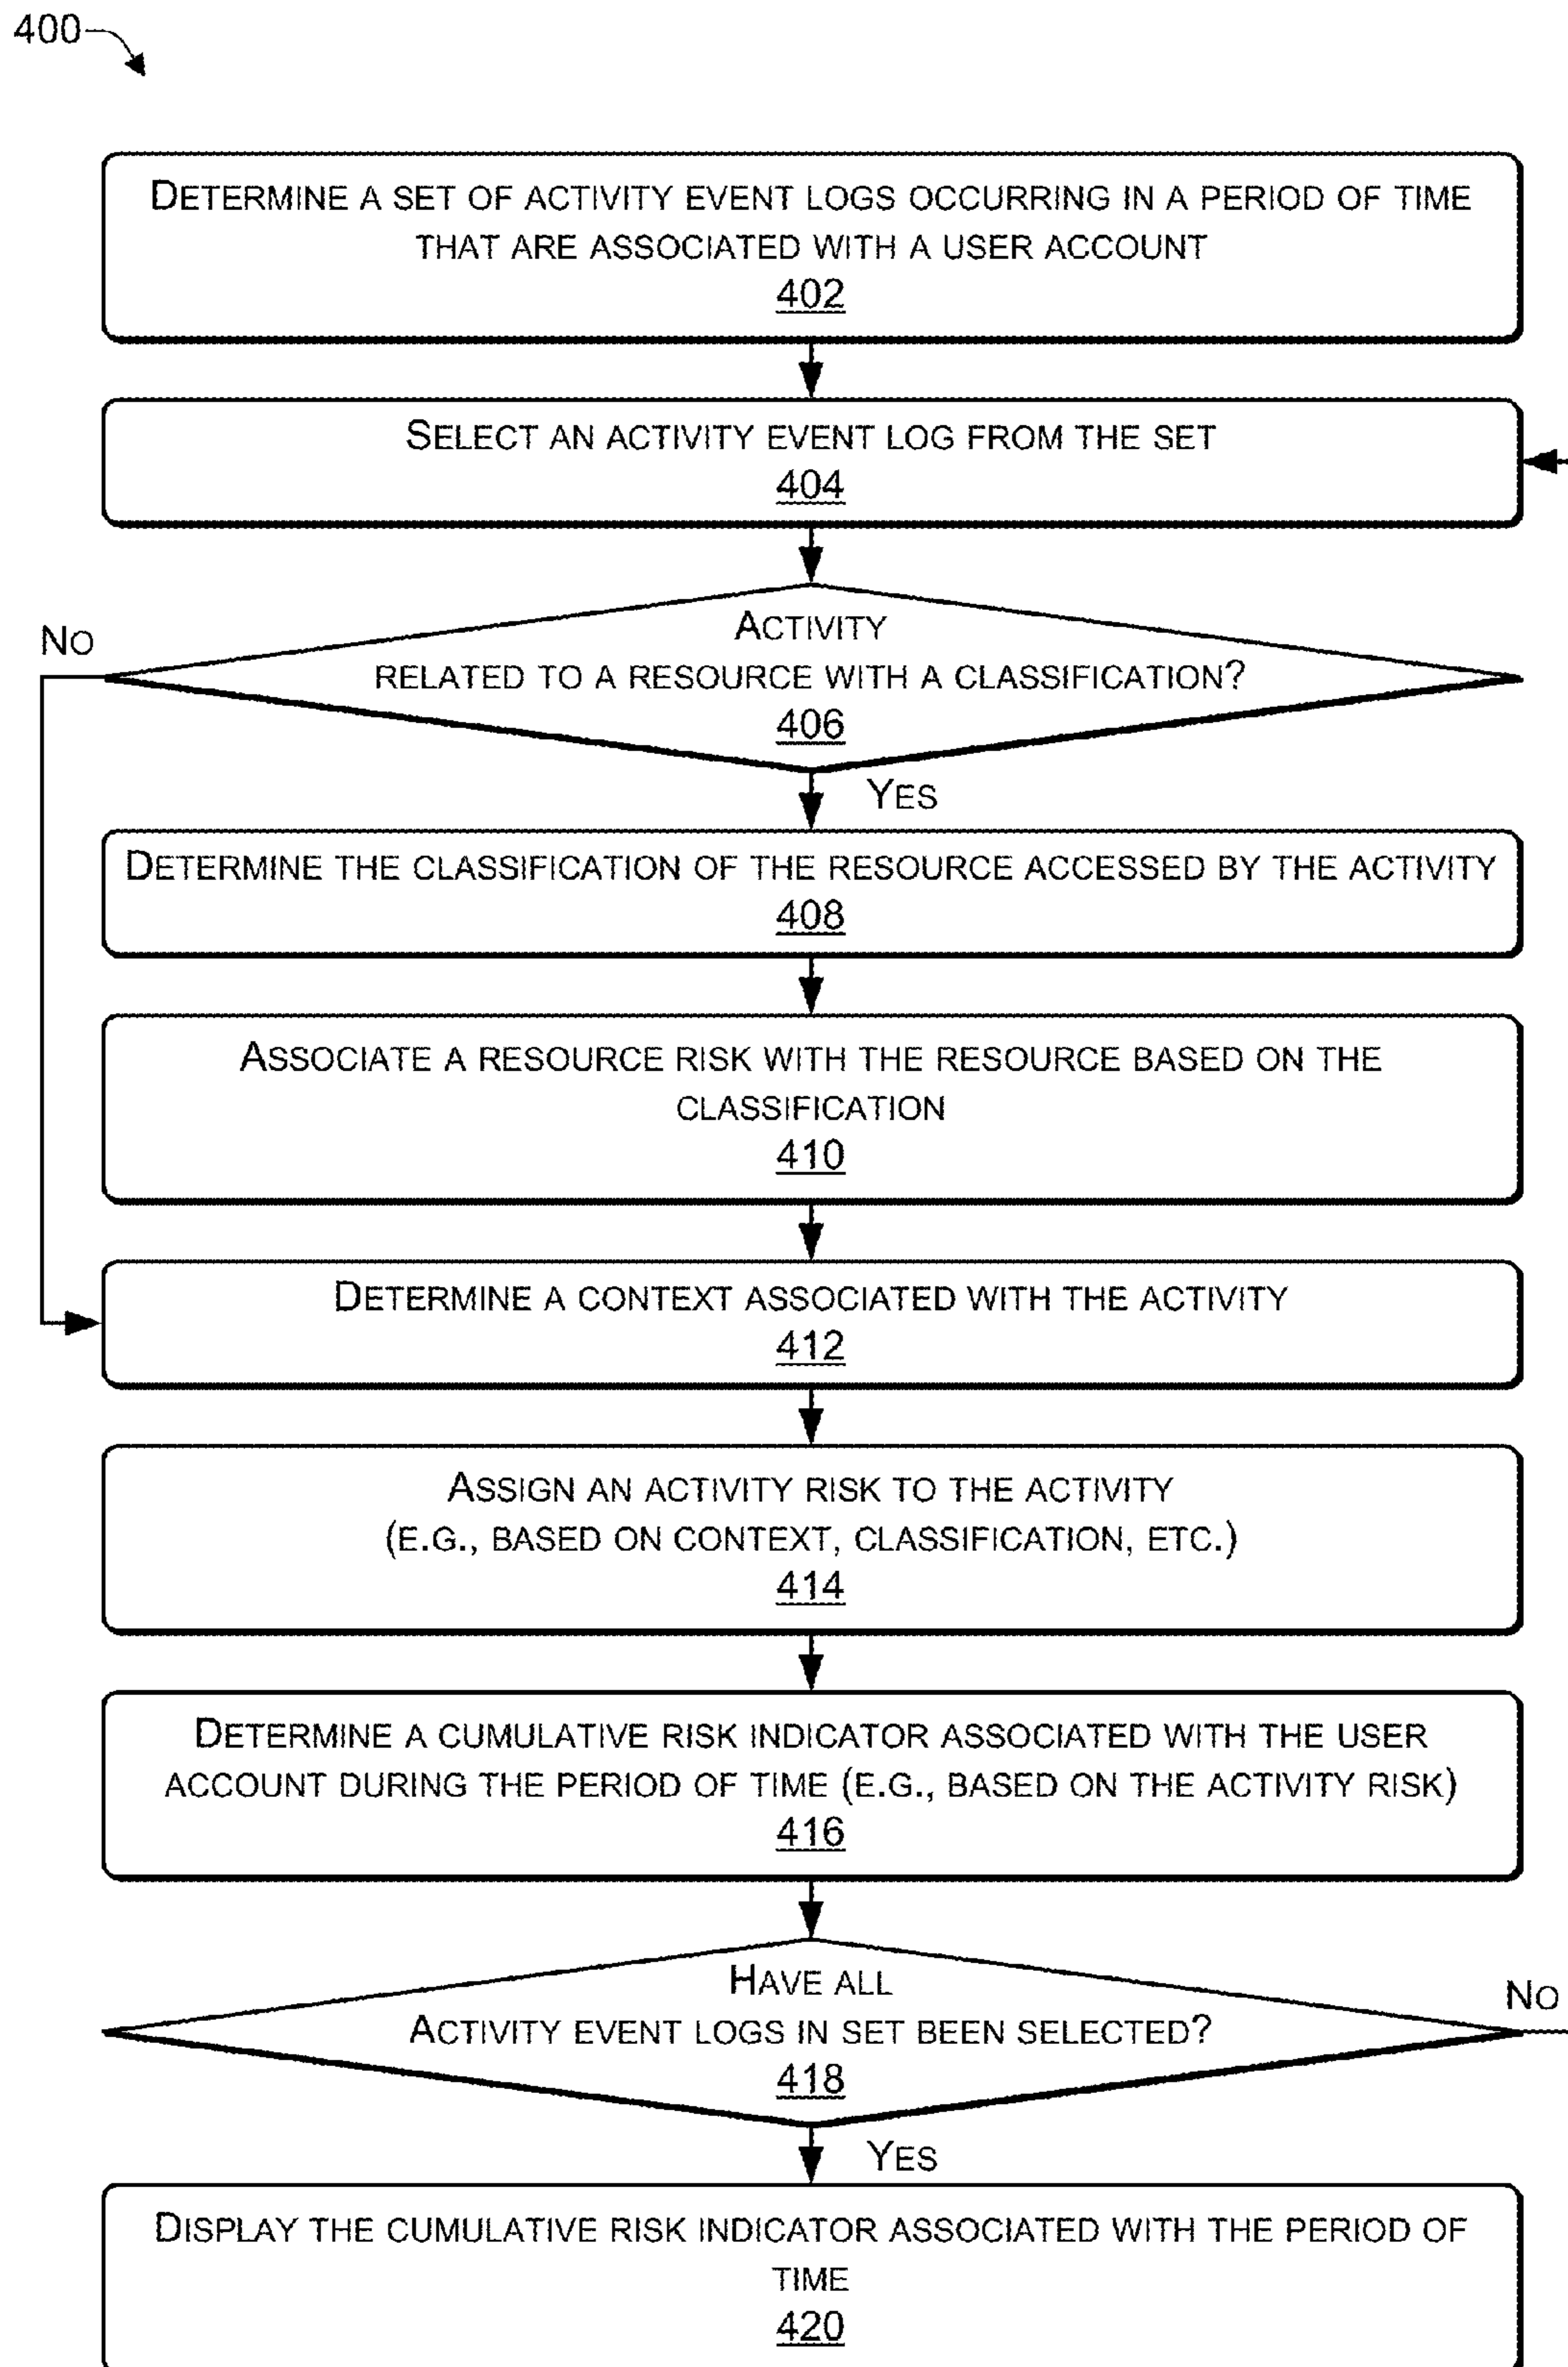 400
DETERMINE A SET OF ACTIVITY EVENT LOGS OCCURRING IN A PERIOD OF TIME
THAT ARE ASSOCIATED WITH A USER ACCOUNT
402
SELECT AN ACTIVITY EVENT LOG FROM THE SET
404
ACTIVITY
NO
RELATED TO A RESOURCE WITH A CLASSIFICATION?
406
YES
DETERMINE THE CLASSIFICATION OF THE RESOURCE ACCESSED BY THE ACTIVITY
408
ASSOCIATE A RESOURCE RISK WITH THE RESOURCE BASED ON THE
CLASSIFICATION
410
DETERMINE A CONTEXT ASSOCIATED WITH THE ACTIVITY
412
ASSIGN AN ACTIVITY RISK TO THE ACTIVITY
(E.G., BASED ON CONTEXT, CLASSIFICATION, ETC.)
414
DETERMINE A CUMULATIVE RISK INDICATOR ASSOCIATED WITH THE USER
ACCOUNT DURING THE PERIOD OF TIME (E.G., BASED ON THE ACTIVITY RISK)
416
HAVE ALL
NO
ACTIVITY EVENT LOGS IN SET BEEN SELECTED?
418
YES
DISPLAY THE CUMULATIVE RISK INDICATOR ASSOCIATED WITH THE PERIOD OF
TIME
420